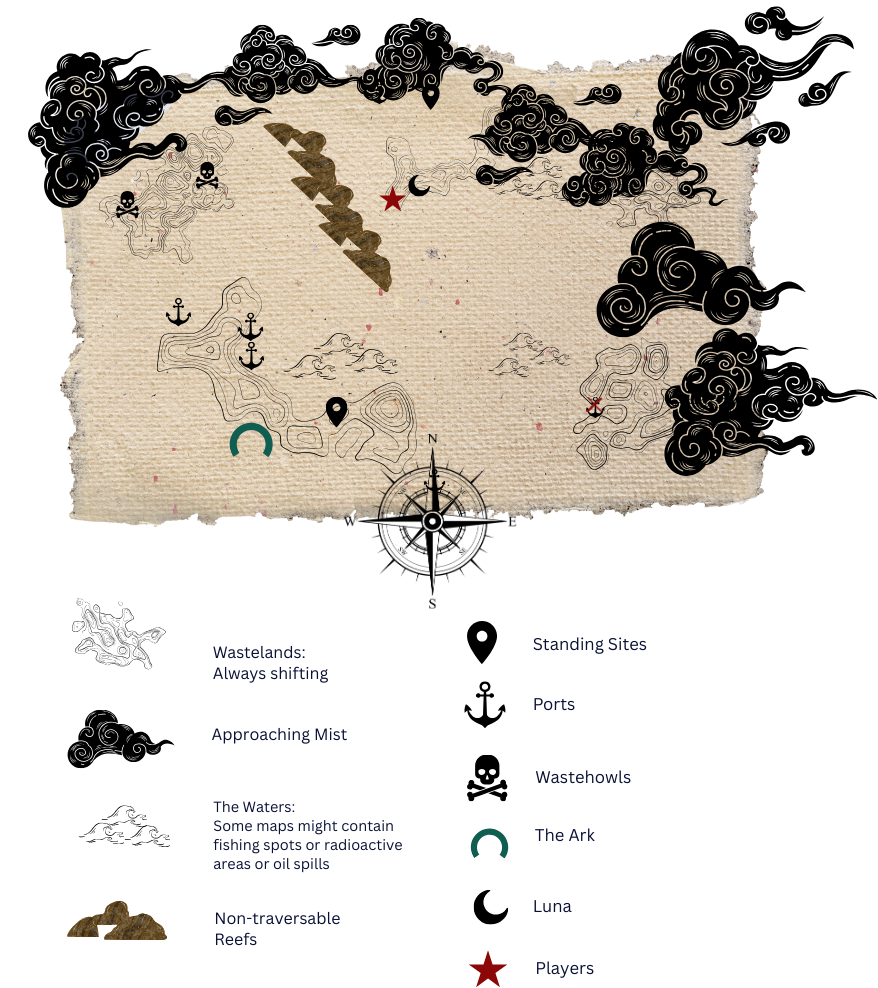 N
W
E
S
Wastelands:
Always shifting
Approaching Mist
The Waters:
Some maps might contain
fishing spots or radioactive
areas or oil spills
Non-traversable
Reefs
Standing Sites
Ports
Wastehowls
The Ark
Luna
Players